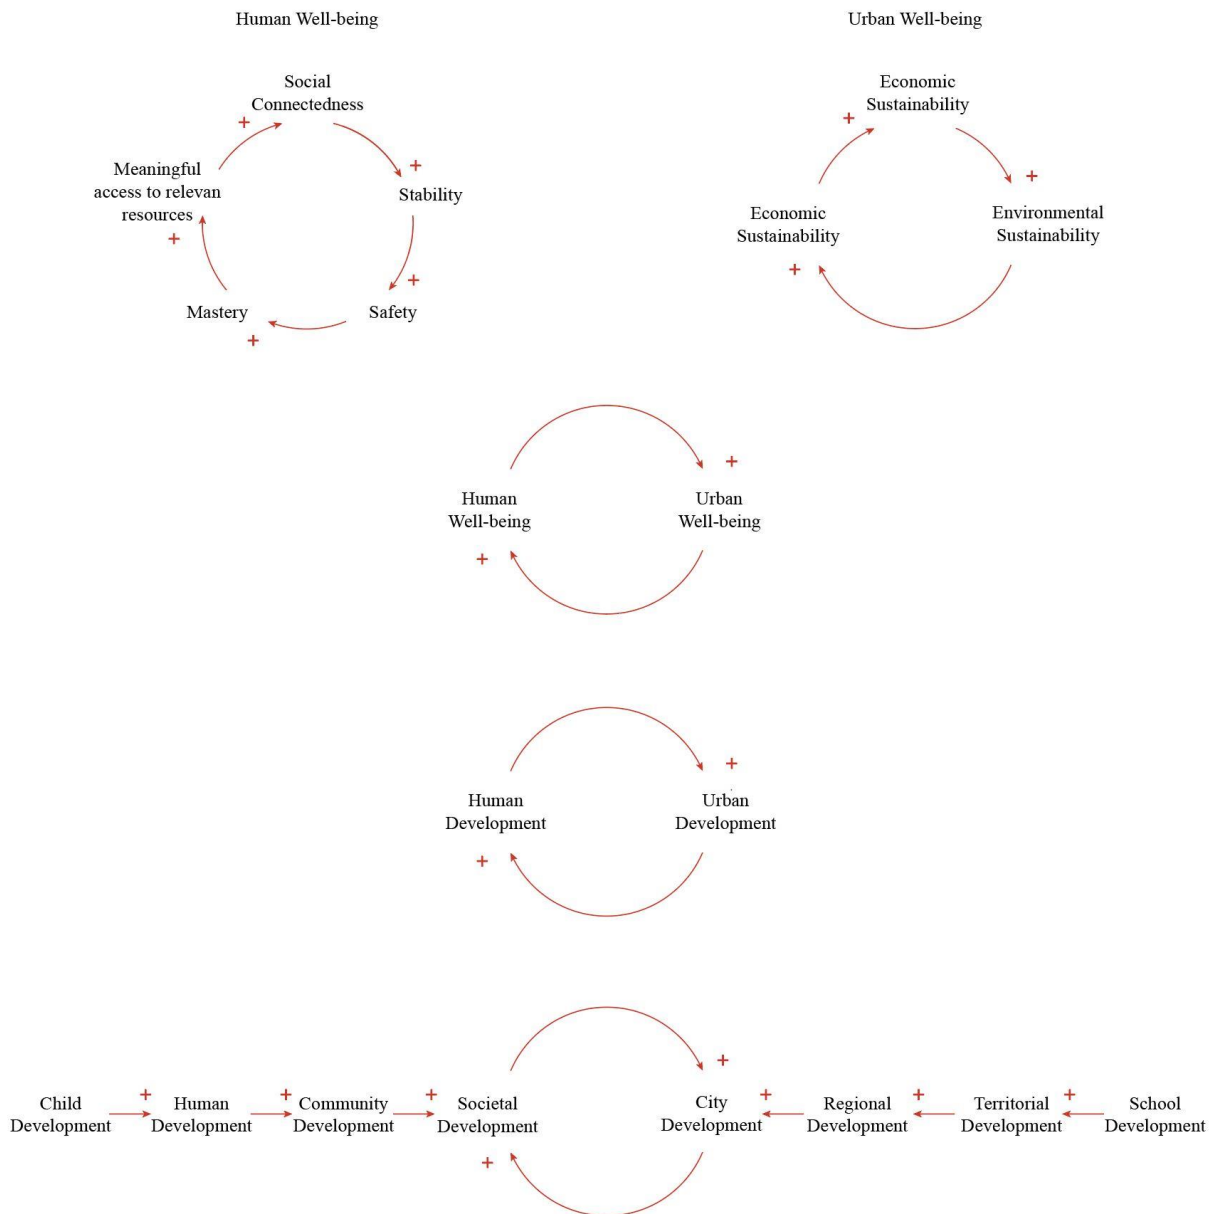 Human Well-being
Urban Well-being
Social
Connectedness
+
+
Meaningful
access to relevan
resources
Stability
+
+
Mastery
Safety
+
Economic
Sustainability
+
+
Economic
Sustainability
Environmental
Sustainability
+
+
Human
Well-being
Urban
Well-being
+
+
Human
Development
Urban
Development
+
+
+
+
+
+
+
+
Child
Development
Human
Development
Community
Development
Societal
Development
City
Development
Regional
Development
Territorial
Development
School
Development
+